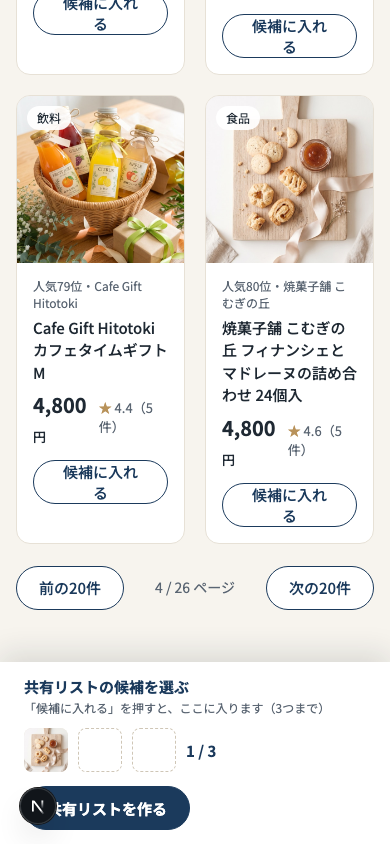 候補に入れ
る
候補に入れ
る
飲料
人気79位・Cafe Gift
Hitotoki
Cafe Gift Hitotoki
カフェタイムギフト
M
4,800 ★ 4.4（5
円 件）
候補に入れ
る
食品
人気80位・焼菓子舗 こ
むぎの丘
焼菓子舗 こむぎの
丘 フィナンシェと
マドレーヌの詰め合
わせ 24個入
4,800 ★ 4.6（5
円 件）
候補に入れ
る
前の20件 4 / 26 ページ 次の20件
共有リストの候補を選ぶ
「候補に入れる」を押すと、ここに入ります（3つまで）
1 / 3
N 共有リストを作る